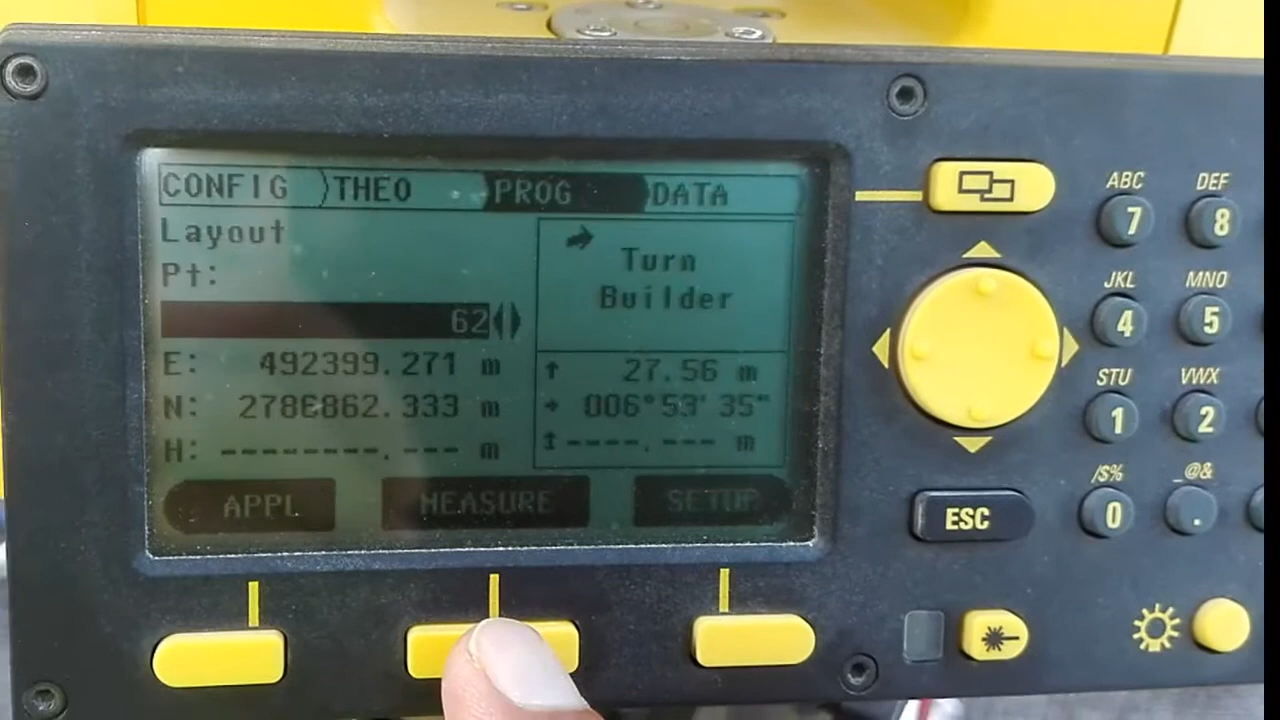 CONFIG THEO PROG DATA
Layout
Pt:
62
E: 492399.271 m
N: 2786862.333 m
H: --------.--- m
Turn
Builder
27.56 m
006°53'35"
----.--- m
APPL MEASURE SETUP
ABC DEF
7 8
JKL MNO
4 5
STU VWX
1 2
/$% _@&
0 .
ESC